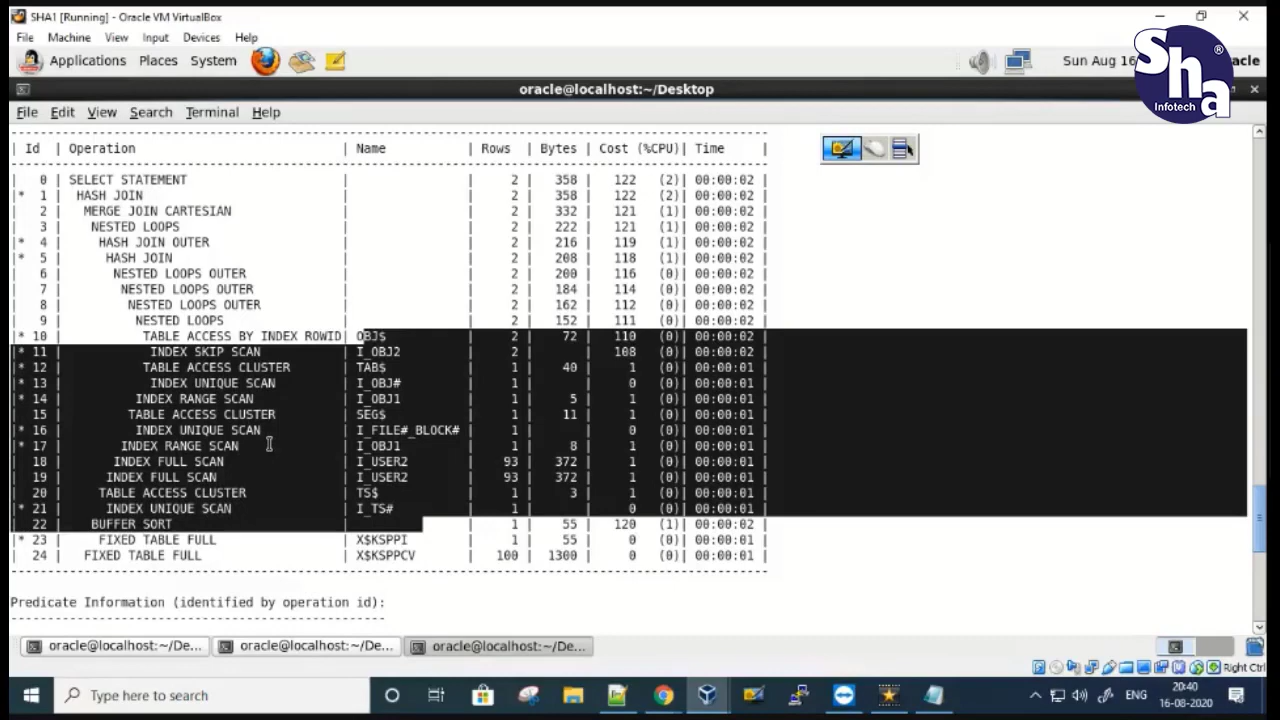 SHA1 [Running] - Oracle VM VirtualBox
File Machine View Input Devices Help
Applications Places System Sun Aug 16 acle
Sha ®
Infotech
oracle@localhost:~/Desktop
File Edit View Search Terminal Help
| Id | Operation | Name | Rows | Bytes | Cost (%CPU)| Time |
| 0 | SELECT STATEMENT | | 2 | 358 | 122 (2)| 00:00:02 |
|* 1 | HASH JOIN | | 2 | 358 | 122 (2)| 00:00:02 |
| 2 | MERGE JOIN CARTESIAN | | 2 | 332 | 121 (1)| 00:00:02 |
| 3 | NESTED LOOPS | | 2 | 222 | 121 (1)| 00:00:02 |
|* 4 | HASH JOIN OUTER | | 2 | 216 | 119 (1)| 00:00:02 |
|* 5 | HASH JOIN | | 2 | 208 | 118 (1)| 00:00:02 |
| 6 | NESTED LOOPS OUTER | | 2 | 200 | 116 (0)| 00:00:02 |
| 7 | NESTED LOOPS OUTER | | 2 | 184 | 114 (0)| 00:00:02 |
| 8 | NESTED LOOPS OUTER | | 2 | 162 | 112 (0)| 00:00:02 |
| 9 | NESTED LOOPS | | 2 | 152 | 111 (0)| 00:00:02 |
|* 10 | TABLE ACCESS BY INDEX ROWID| OBJ$ | 2 | 72 | 110 (0)| 00:00:02 |
|* 11 | INDEX SKIP SCAN | I_OBJ2 | 2 | | 108 (0)| 00:00:02 |
|* 12 | TABLE ACCESS CLUSTER | TAB$ | 1 | 40 | 1 (0)| 00:00:01 |
|* 13 | INDEX UNIQUE SCAN | I_OBJ# | 1 | | 0 (0)| 00:00:01 |
|* 14 | INDEX RANGE SCAN | I_OBJ1 | 1 | 5 | 1 (0)| 00:00:01 |
| 15 | TABLE ACCESS CLUSTER | SEG$ | 1 | 11 | 1 (0)| 00:00:01 |
|* 16 | INDEX UNIQUE SCAN | I_FILE#_BLOCK# | 1 | | 0 (0)| 00:00:01 |
|* 17 | INDEX RANGE SCAN | I_OBJ1 | 1 | 8 | 1 (0)| 00:00:01 |
| 18 | INDEX FULL SCAN | I_USER2 | 93 | 372 | 1 (0)| 00:00:01 |
| 19 | INDEX FULL SCAN | I_USER2 | 93 | 372 | 1 (0)| 00:00:01 |
| 20 | TABLE ACCESS CLUSTER | TS$ | 1 | 3 | 1 (0)| 00:00:01 |
|* 21 | INDEX UNIQUE SCAN | I_TS# | 1 | | 0 (0)| 00:00:01 |
| 22 | BUFFER SORT | | 1 | 55 | 120 (1)| 00:00:02 |
|* 23 | FIXED TABLE FULL | X$KSPPI | 1 | 55 | 0 (0)| 00:00:01 |
| 24 | FIXED TABLE FULL | X$KSPPCV | 100 | 1300 | 0 (0)| 00:00:01 |
Predicate Information (identified by operation id):
oracle@localhost:~/De... oracle@localhost:~/De... oracle@localhost:~/De...
Right Ctrl
Type here to search
ENG
20:40
16-08-2020